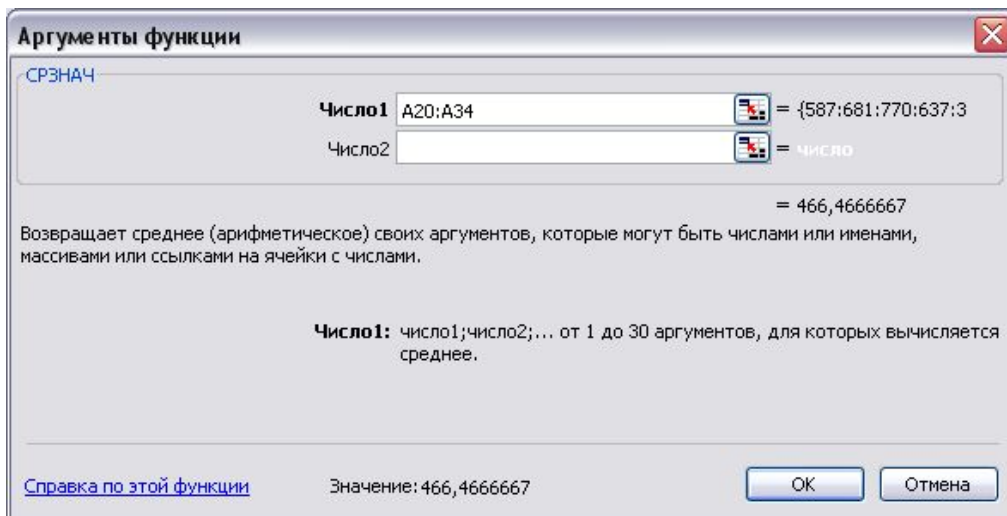 Аргументы функции
СРЗНАЧ
Число1 A20:A34 = {587:681:770:637:3
Число2 = число
= 466,4666667
Возвращает среднее (арифметическое) своих аргументов, которые могут быть числами или именами,
массивами или ссылками на ячейки с числами.
Число1: число1;число2;... от 1 до 30 аргументов, для которых вычисляется
среднее.
Справка по этой функции Значение:466,4666667 ОК Отмена